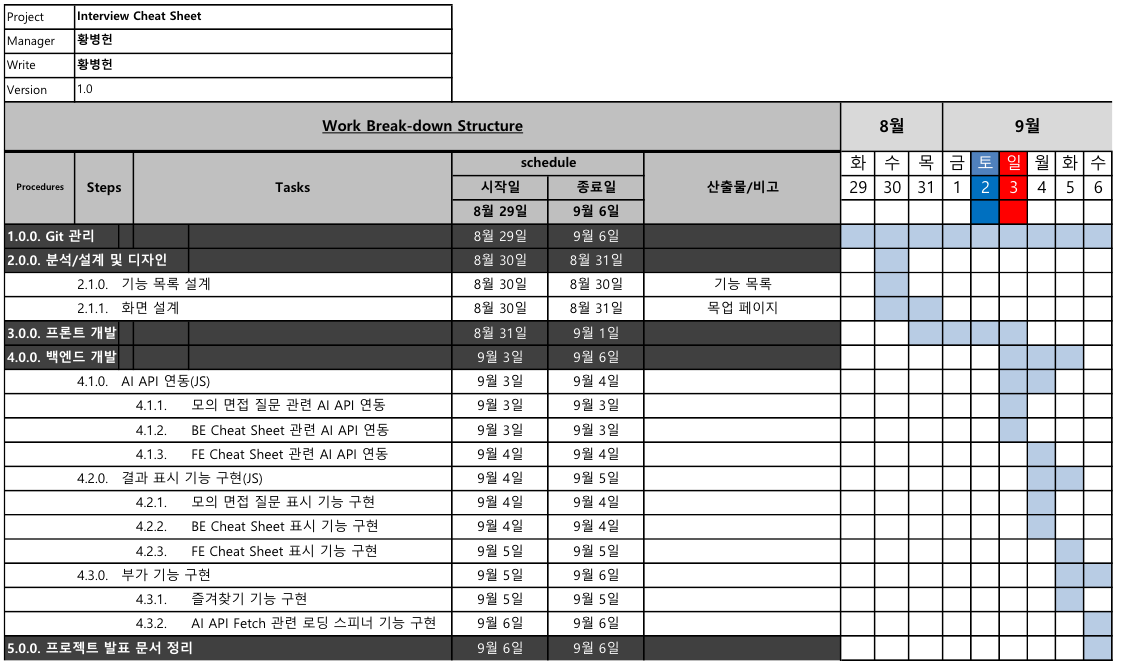 Project Interview Cheat Sheet
Manager 황병헌
Write 황병헌
Version 1.0
Work Break-down Structure 8월 9월
Procedures Steps Tasks schedule 산출물/비고 화 수 목 금 토 일 월 화 수
시작일 종료일 29 30 31 1 2 3 4 5 6
8월 29일 9월 6일
1.0.0. Git 관리 8월 29일 9월 6일
2.0.0. 분석/설계 및 디자인 8월 30일 8월 31일
2.1.0. 기능 목록 설계 8월 30일 8월 30일 기능 목록
2.1.1. 화면 설계 8월 30일 8월 31일 목업 페이지
3.0.0. 프론트 개발 8월 31일 9월 1일
4.0.0. 백엔드 개발 9월 3일 9월 6일
4.1.0. AI API 연동(JS) 9월 3일 9월 4일
4.1.1. 모의 면접 질문 관련 AI API 연동 9월 3일 9월 3일
4.1.2. BE Cheat Sheet 관련 AI API 연동 9월 3일 9월 3일
4.1.3. FE Cheat Sheet 관련 AI API 연동 9월 4일 9월 4일
4.2.0. 결과 표시 기능 구현(JS) 9월 4일 9월 5일
4.2.1. 모의 면접 질문 표시 기능 구현 9월 4일 9월 4일
4.2.2. BE Cheat Sheet 표시 기능 구현 9월 4일 9월 4일
4.2.3. FE Cheat Sheet 표시 기능 구현 9월 5일 9월 5일
4.3.0. 부가 기능 구현 9월 5일 9월 6일
4.3.1. 즐겨찾기 기능 구현 9월 5일 9월 5일
4.3.2. AI API Fetch 관련 로딩 스피너 기능 구현 9월 6일 9월 6일
5.0.0. 프로젝트 발표 문서 정리 9월 6일 9월 6일